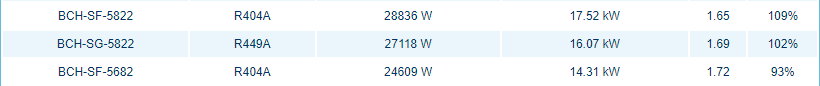 BCH-SF-5822 R404A 28836 W 17.52 kW 1.65 109%
BCH-SG-5822 R449A 27118 W 16.07 kW 1.69 102%
BCH-SF-5682 R404A 24609 W 14.31 kW 1.72 93%